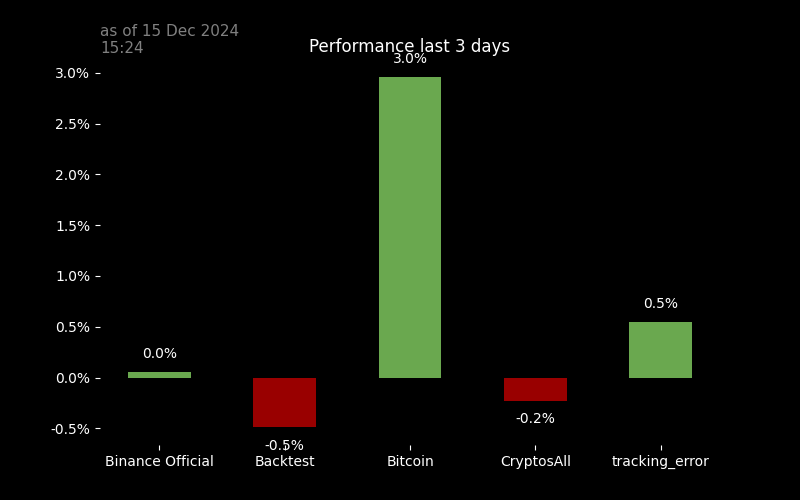 as of 15 Dec 2024
15:24
Performance last 3 days
3.0%
3.0%
2.5%
2.0%
1.5%
1.0%
0.5%
0.5%
0.0%
0.0%
-0.2%
-0.5%
-0.5%
Binance Official
Backtest
Bitcoin
CryptosAll
tracking_error